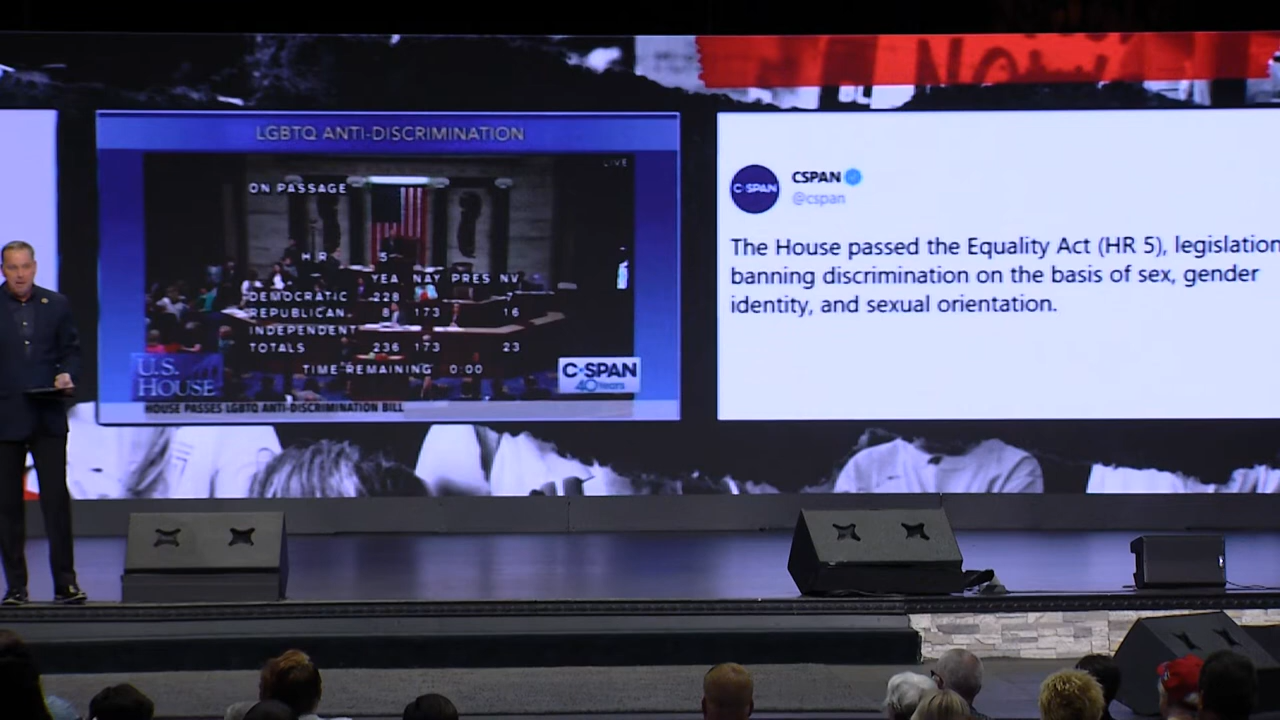 NOW
LGBTQ ANTI-DISCRIMINATION
LIVE
ON PASSAGE
H R 5
YEA NAY PRES NV
DEMOCRATIC 228 7
REPUBLICAN 8 173 16
INDEPENDENT
TOTALS 236 173 23
TIME REMAINING 0:00
U.S.
HOUSE
C-SPAN
40Years
HOUSE PASSES LGBTQ ANTI-DISCRIMINATION BILL
C-SPAN
CSPAN
@cspan
The House passed the Equality Act (HR 5), legislation
banning discrimination on the basis of sex, gender
identity, and sexual orientation.